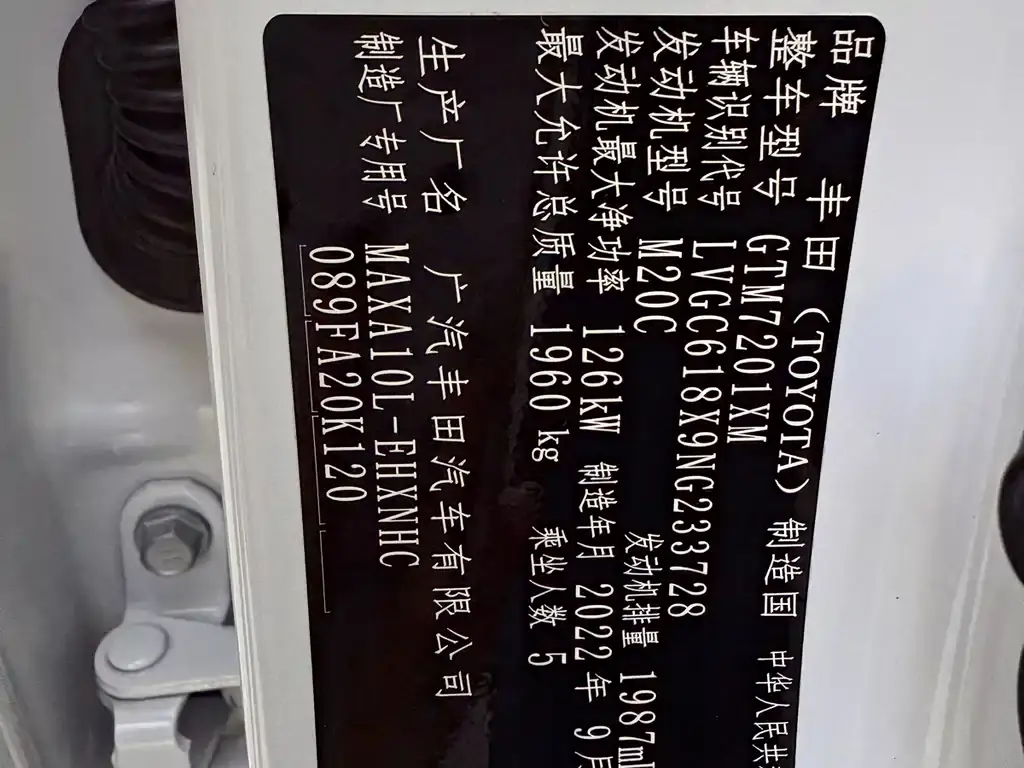 品牌 丰田 (TOYOTA) 制造国 中华人民共
整车型号 GTM7201XM
车辆识别代号 LVGC618X9NG233728
发动机型号 M20C 发动机排量 1987ml
发动机最大净功率 126kW 制造年月 2022年 9月
最大允许总质量 1960 kg 乘坐人数 5
生产厂名 广汽丰田汽车有限公司
制造厂专用号 MAXA10L-EHXNHC
089FA20K120